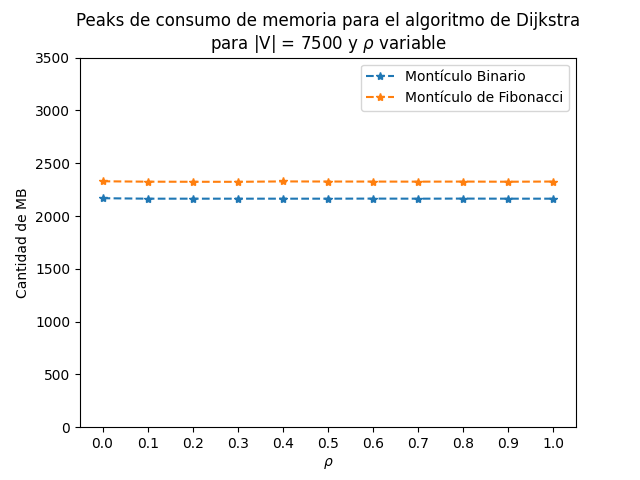 Peaks de consumo de memoria para el algoritmo de Dijkstra
para |V| = 7500 y ρ variable
Montículo Binario
Montículo de Fibonacci
Cantidad de MB
3500
3000
2500
2000
1500
1000
500
0
0.0 0.1 0.2 0.3 0.4 0.5 0.6 0.7 0.8 0.9 1.0
ρ